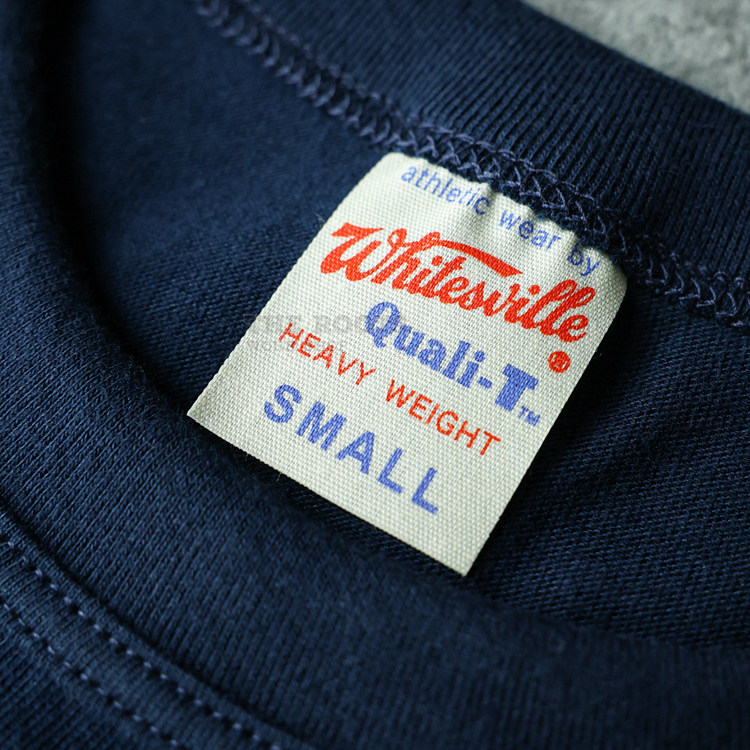 athletic wear by
Whitesville®
Quali-T™
HEAVY WEIGHT
SMALL